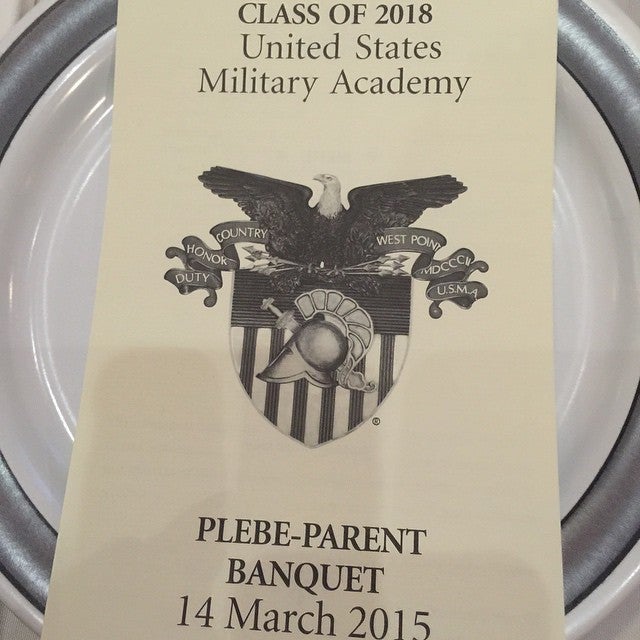 CLASS OF 2018
United States
Military Academy
DUTY HONOR COUNTRY
WEST POINT MDCCCII U.S.M.A
®
PLEBE-PARENT
BANQUET
14 March 2015